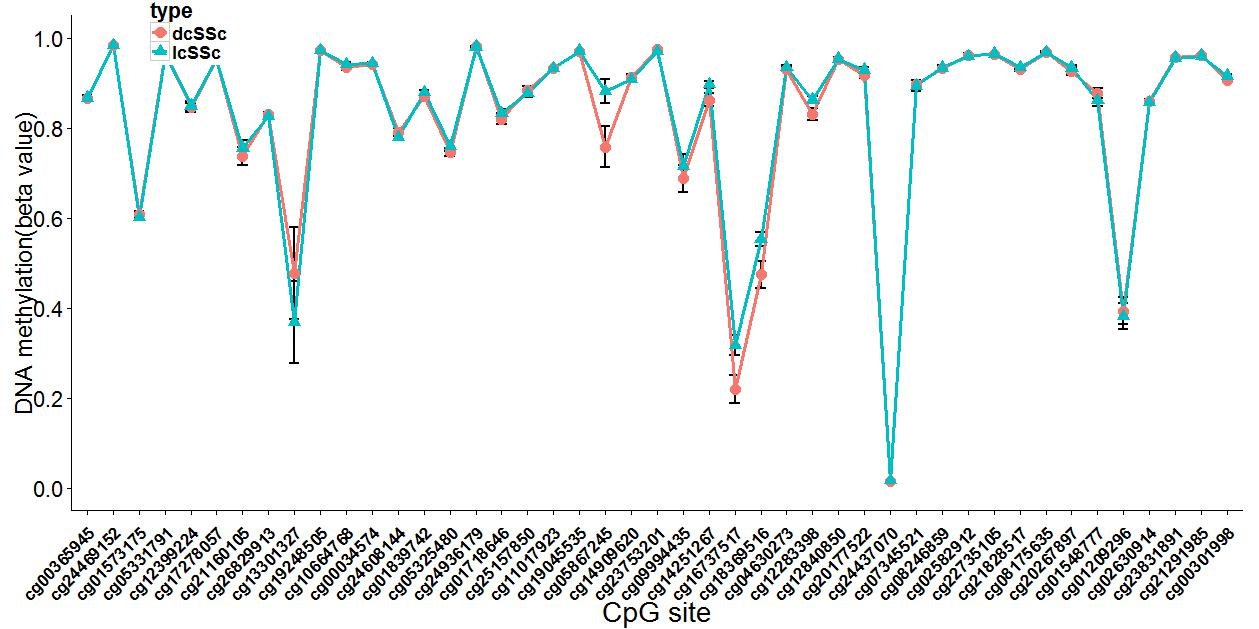 type
dcSSc
lcSSc
DNA methylation(beta value)
1.0
0.8
0.6
0.4
0.2
0.0
cg00365945
cg24469152
cg01573175
cg05331791
cg12399224
cg17278057
cg21160105
cg26829913
cg13301327
cg19248505
cg10664768
cg00034574
cg24608144
cg01839742
cg05325480
cg24936179
cg01718646
cg25157850
cg11017923
cg19045535
cg05867245
cg14909620
cg23753201
cg09994435
cg14251267
cg16737517
cg18369516
cg04630273
cg12283398
cg12840850
cg20177522
cg24437070
cg07345521
cg08246859
cg02582912
cg22735105
cg21828517
cg08175635
cg20267897
cg01548777
cg01209296
cg02630914
cg23831891
cg21291985
cg00301998
CpG site